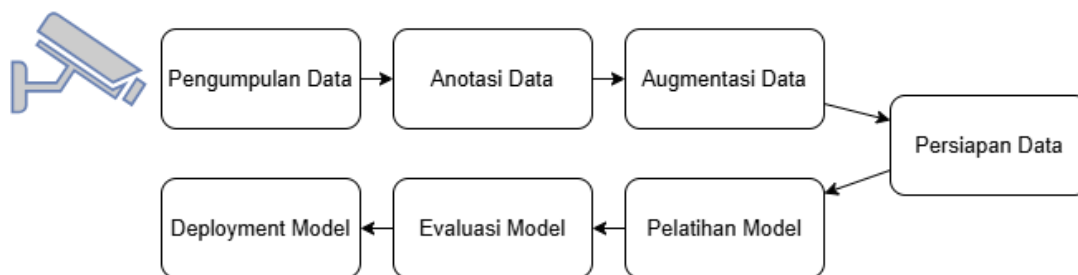 Pengumpulan Data
Anotasi Data
Augmentasi Data
Persiapan Data
Pelatihan Model
Evaluasi Model
Deployment Model